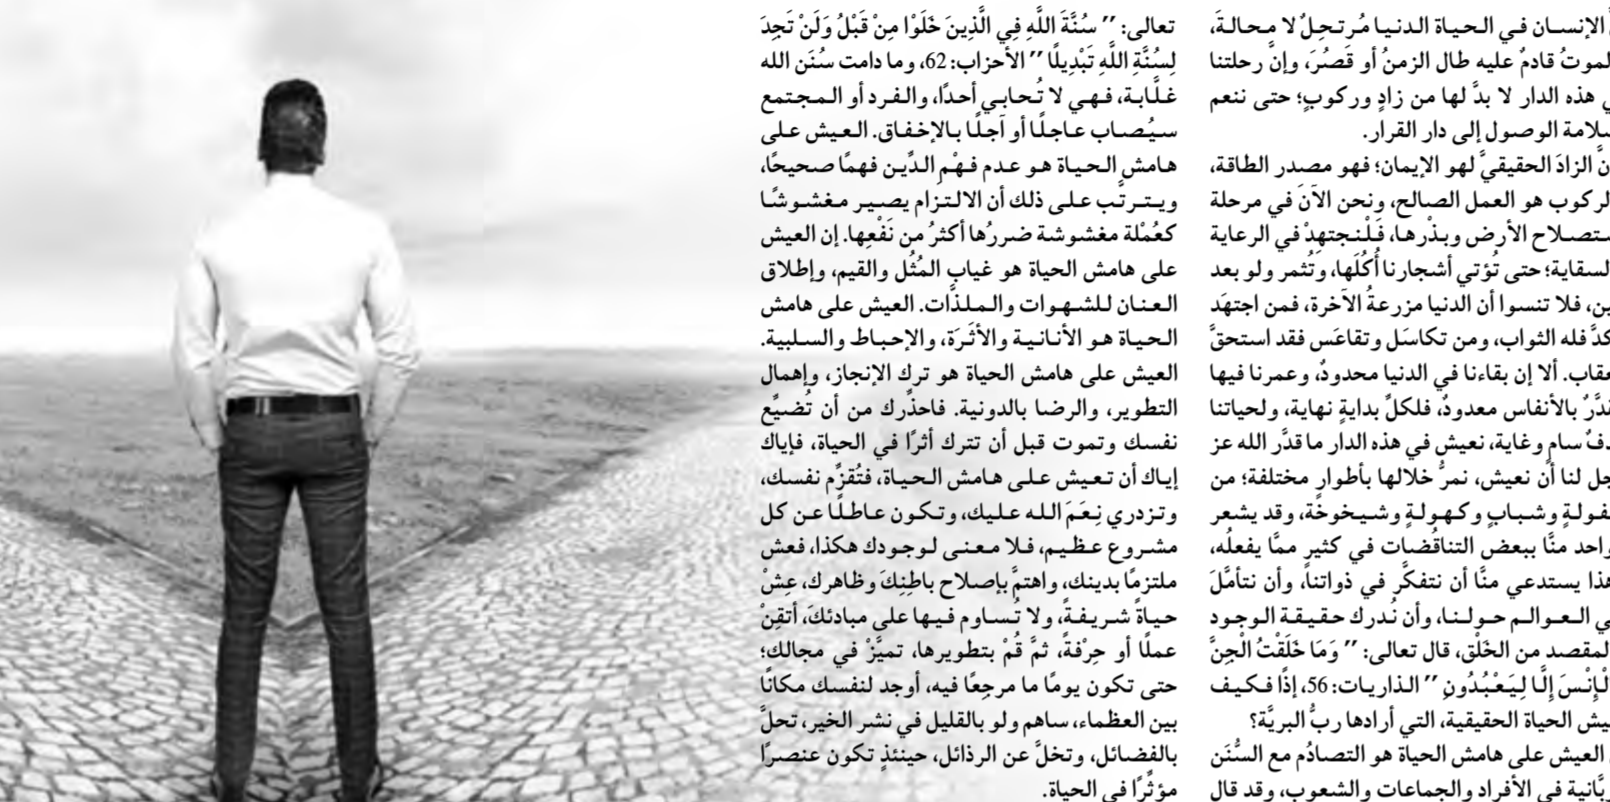 الإنسان في الحياة الدنيا مُرتحِلٌ لا محالةَ،
لموتُ قادمٌ عليه طال الزمنُ أو قَصُرَ، وإنَّ رحلتنا
هذه الدار لا بدَّ لها من زادٍ وركوبٍ؛ حتى ننعم
سلامة الوصول إلى دار القرار.
نَّ الزادَ الحقيقيَّ لهو الإيمان؛ فهو مصدر الطاقة،
لركوب هو العمل الصالح، ونحن الآنَ في مرحلة
ستصلاح الأرض وبذْرها، فَلْنجتهِدْ في الرعاية
لسقاية؛ حتى تُؤتي أشجارنا أُكُلَها، وتُثمر ولو بعد
ين، فلا تنسوا أن الدنيا مزرعةُ الآخرة، فمن اجتهَد
كدَّ فله الثواب، ومن تكاسَل وتقاعَس فقد استحقَّ
عقاب. ألا إن بقاءنا في الدنيا محدودٌ، وعمرنا فيها
قدَّرٌ بالأنفاس معدودٌ، فلكلِّ بدايةٍ نهاية، ولحياتنا
دفٌ سامٍ وغاية، نعيش في هذه الدار ما قدَّر الله عز
جل لنا أن نعيش، نمرُّ خلالها بأطوارٍ مختلفة؛ من
فولةٍ وشبابٍ وكهولةٍ وشيخوخة، وقد يشعر
واحد منَّا ببعض التناقُضات في كثيرٍ ممَّا يفعلُه،
هذا يستدعي منَّا أن نتفكَّر في ذواتنا، وأن نتأمَّلَ
ي العوالم حولنا، وأن نُدرك حقيقة الوجود
لمقصد من الخَلْق، قال تعالى: ” وَمَا خَلَقْتُ الْجِنَّ
لْإِنْسَ إِلَّا لِيَعْبُدُونِ ” الذاريات: 56، إذًا فكيف
يش الحياة الحقيقية، التي أرادها ربُّ البريَّة؟
العيش على هامش الحياة هو التصادُم مع السُّنَن
بَّانية في الأفراد والجماعات والشعوب، وقد قال
تعالى: ” سُنَّةَ اللَّهِ فِي الَّذِينَ خَلَوْا مِنْ قَبْلُ وَلَنْ تَجِدَ
لِسُنَّةِ اللَّهِ تَبْدِيلًا ” الأحزاب: 62، وما دامت سُنَن الله
غلَّابة، فهي لا تُحابي أحدًا، والفرد أو المجتمع
سيُصاب عاجلًا أو آجلًا بالإخفاق. العيش على
هامش الحياة هو عدم فهْمِ الدِّين فهمًا صحيحًا،
ويترتَّب على ذلك أن الالتزام يصير مغشوشًا
كعُمْلة مغشوشة ضررُها أكثرُ من نَفْعِها. إن العيش
على هامش الحياة هو غياب المُثُل والقيم، وإطلاق
العنان للشهوات والملذَّات. العيش على هامش
الحياة هو الأنانية والأثَرَة، والإحباط والسلبية.
العيش على هامش الحياة هو ترك الإنجاز، وإهمال
التطوير، والرضا بالدونية. فاحذَرك من أن تُضيِّع
نفسك وتموت قبل أن تترك أثرًا في الحياة، فإياك
إياك أن تعيش على هامش الحياة، فتُقزِّم نفسك،
وتزدري نِعَمَ الله عليك، وتكون عاطلًا عن كل
مشروع عظيم، فلا معنى لوجودك هكذا، فعش
ملتزمًا بدينك، واهتمَّ بإصلاح باطنِكَ وظاهرك، عِشْ
حياةً شريفةً، ولا تُساوم فيها على مبادئكَ، أتقِنْ
عملًا أو حِرْفةً، ثمَّ قُمْ بتطويرها، تميَّزْ في مجالك؛
حتى تكون يومًا ما مرجِعًا فيه، أوجد لنفسك مكانًا
بين العظماء، ساهم ولو بالقليل في نشر الخير، تحلَّ
بالفضائل، وتخلَّ عن الرذائل، حينئذٍ تكون عنصرًا
مؤثِّرًا في الحياة.